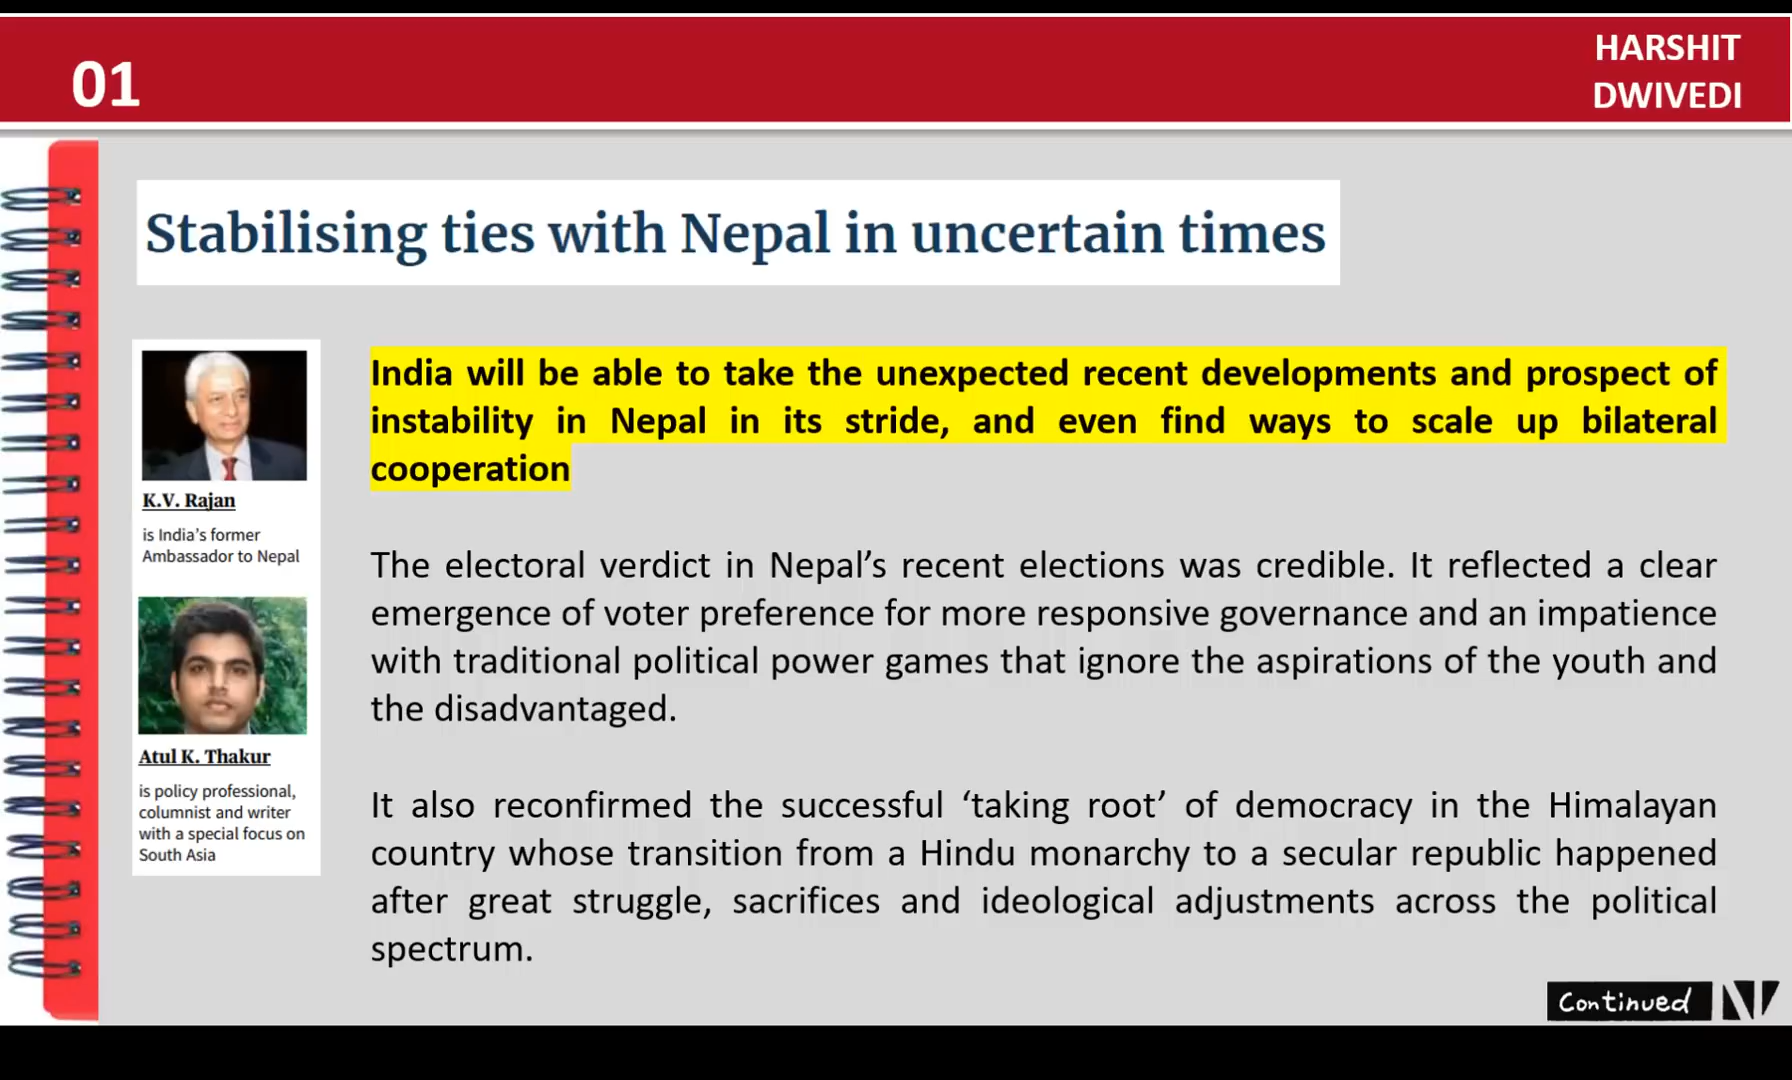 01
HARSHIT
DWIVEDI
Stabilising ties with Nepal in uncertain times
K.V. Rajan
is India's former
Ambassador to Nepal
Atul K. Thakur
is policy professional,
columnist and writer
with a special focus on
South Asia
India will be able to take the unexpected recent developments and prospect of
instability in Nepal in its stride, and even find ways to scale up bilateral
cooperation
The electoral verdict in Nepal’s recent elections was credible. It reflected a clear
emergence of voter preference for more responsive governance and an impatience
with traditional political power games that ignore the aspirations of the youth and
the disadvantaged.
It also reconfirmed the successful ‘taking root’ of democracy in the Himalayan
country whose transition from a Hindu monarchy to a secular republic happened
after great struggle, sacrifices and ideological adjustments across the political
spectrum.
Continued